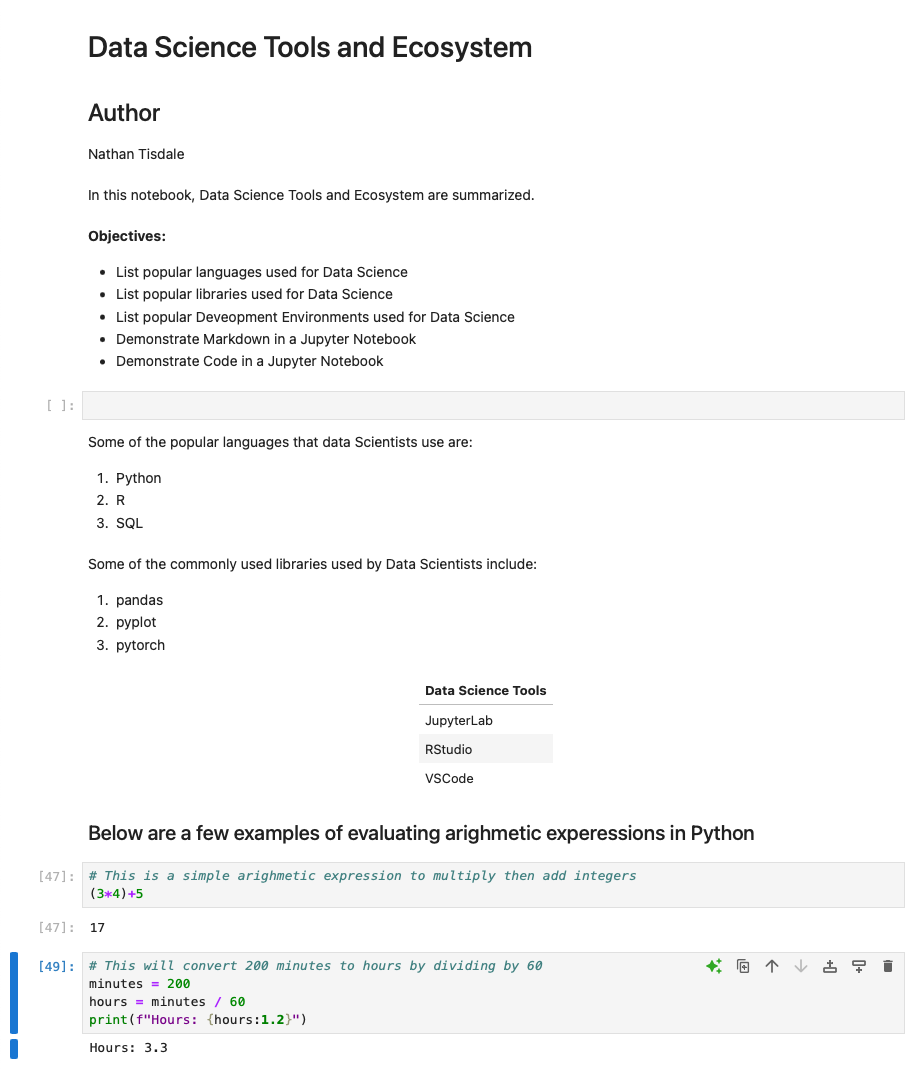 Data Science Tools and Ecosystem
Author
Nathan Tisdale
In this notebook, Data Science Tools and Ecosystem are summarized.
Objectives:
• List popular languages used for Data Science
• List popular libraries used for Data Science
• List popular Deveopment Environments used for Data Science
• Demonstrate Markdown in a Jupyter Notebook
• Demonstrate Code in a Jupyter Notebook
[ ]:
Some of the popular languages that data Scientists use are:
1. Python
2. R
3. SQL
Some of the commonly used libraries used by Data Scientists include:
1. pandas
2. pyplot
3. pytorch
Data Science Tools
JupyterLab
RStudio
VSCode
Below are a few examples of evaluating arighmetic experessions in Python
[47]: # This is a simple arighmetic expression to multiply then add integers
(3*4)+5
[47]: 17
[49]: # This will convert 200 minutes to hours by dividing by 60
minutes = 200
hours = minutes / 60
print(f"Hours: {hours:1.2}")
Hours: 3.3